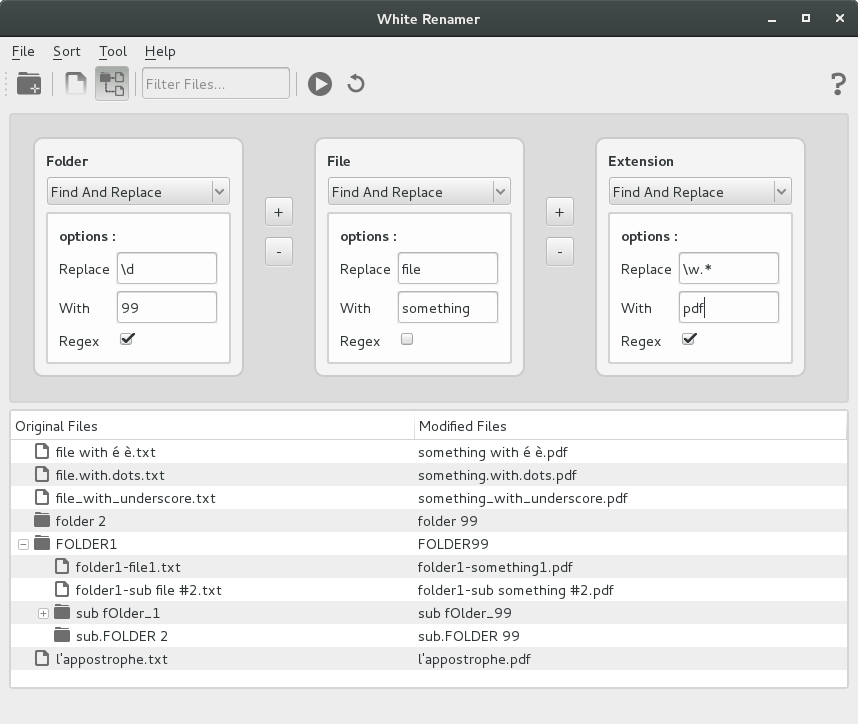 White Renamer
File Sort Tool Help
Filter Files...
?
Folder File Extension
Find And Replace Find And Replace Find And Replace
+ +
options : options : options :
- -
Replace \d Replace file Replace \w.*
With 99 With something With pdf
Regex Regex Regex
Original Files Modified Files
file with é è.txt something with é è.pdf
file.with.dots.txt something.with.dots.pdf
file_with_underscore.txt something_with_underscore.pdf
folder 2 folder 99
FOLDER1 FOLDER99
folder1-file1.txt folder1-something1.pdf
folder1-sub file #2.txt folder1-sub something #2.pdf
sub fOlder_1 sub fOlder_99
sub.FOLDER 2 sub.FOLDER 99
l'appostrophe.txt l'appostrophe.pdf